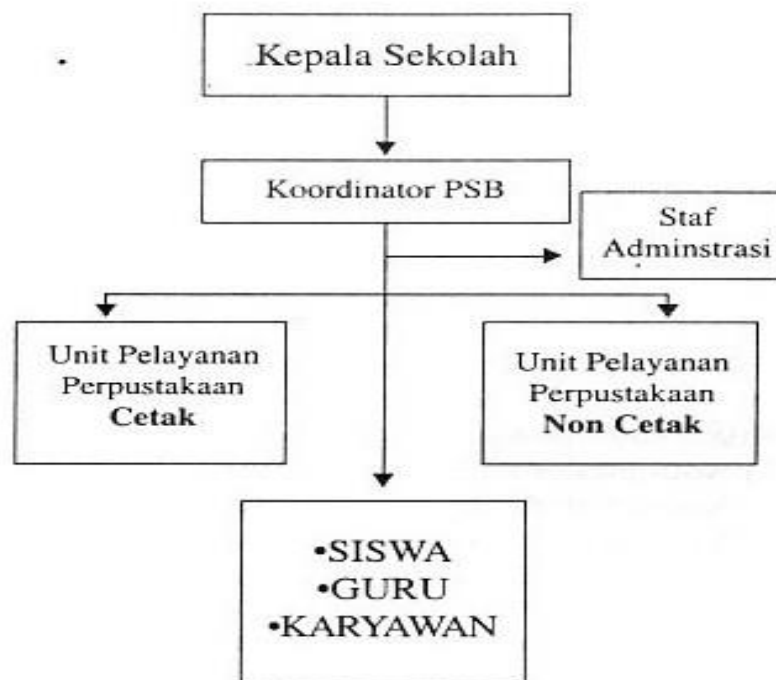 Kepala Sekolah
Koordinator PSB
Staf
Adminstrasi
Unit Pelayanan
Perpustakaan
Cetak
Unit Pelayanan
Perpustakaan
Non Cetak
•SISWA
•GURU
•KARYAWAN